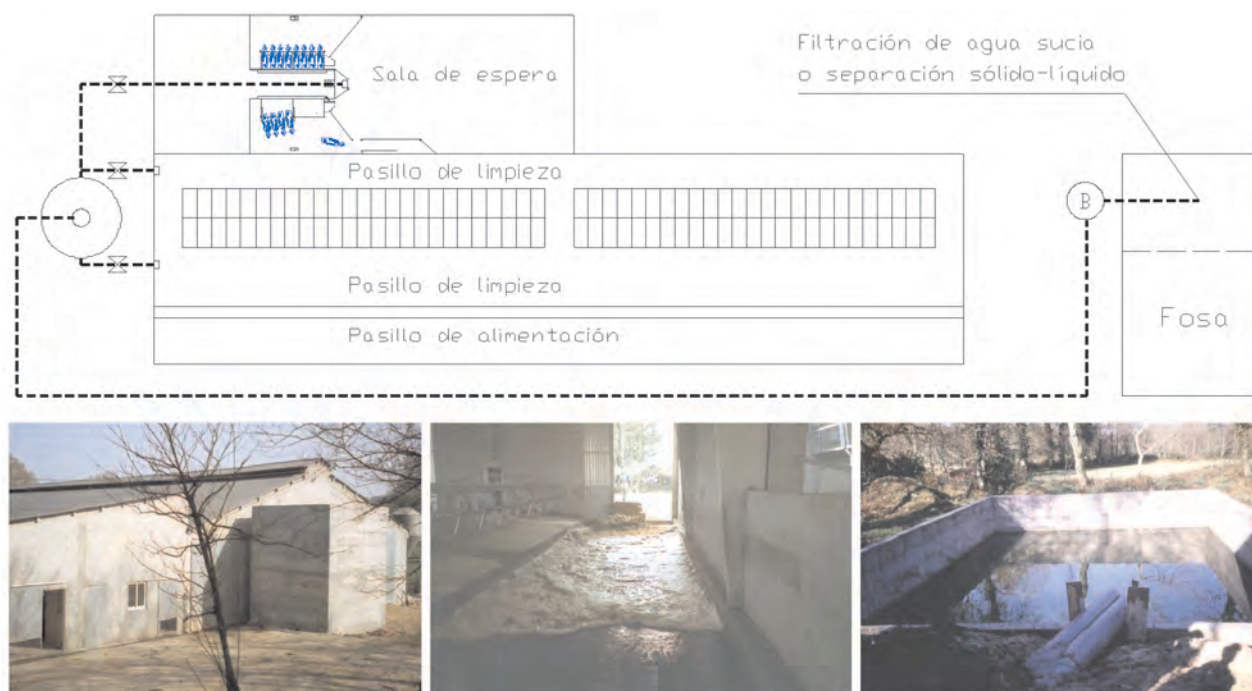 Sala de espera
Filtración de agua sucia
o separación sólido-líquido
Pasillo de limpieza
B
Pasillo de limpieza
Fosa
Pasillo de alimentación